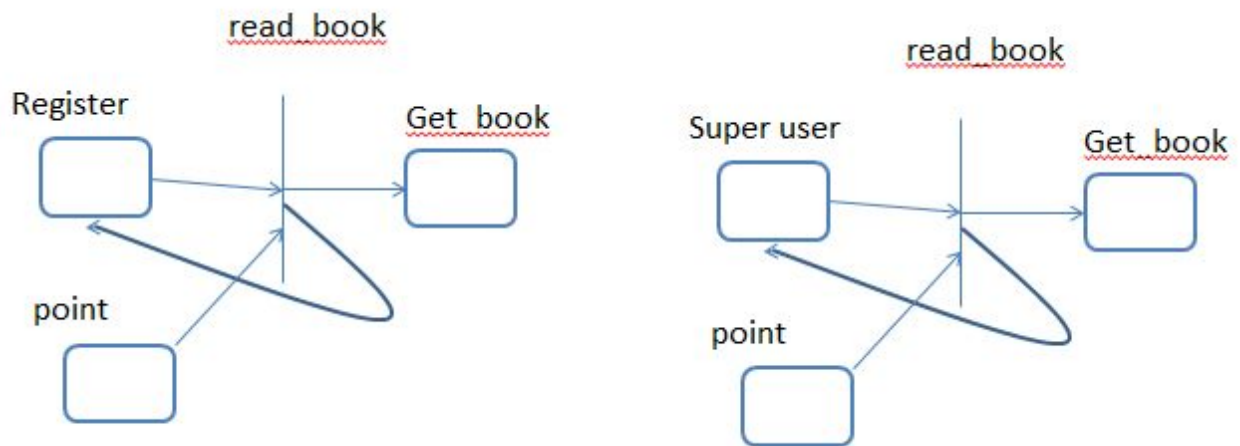 read_book
Register
Get_book
point
read_book
Super user
Get_book
point